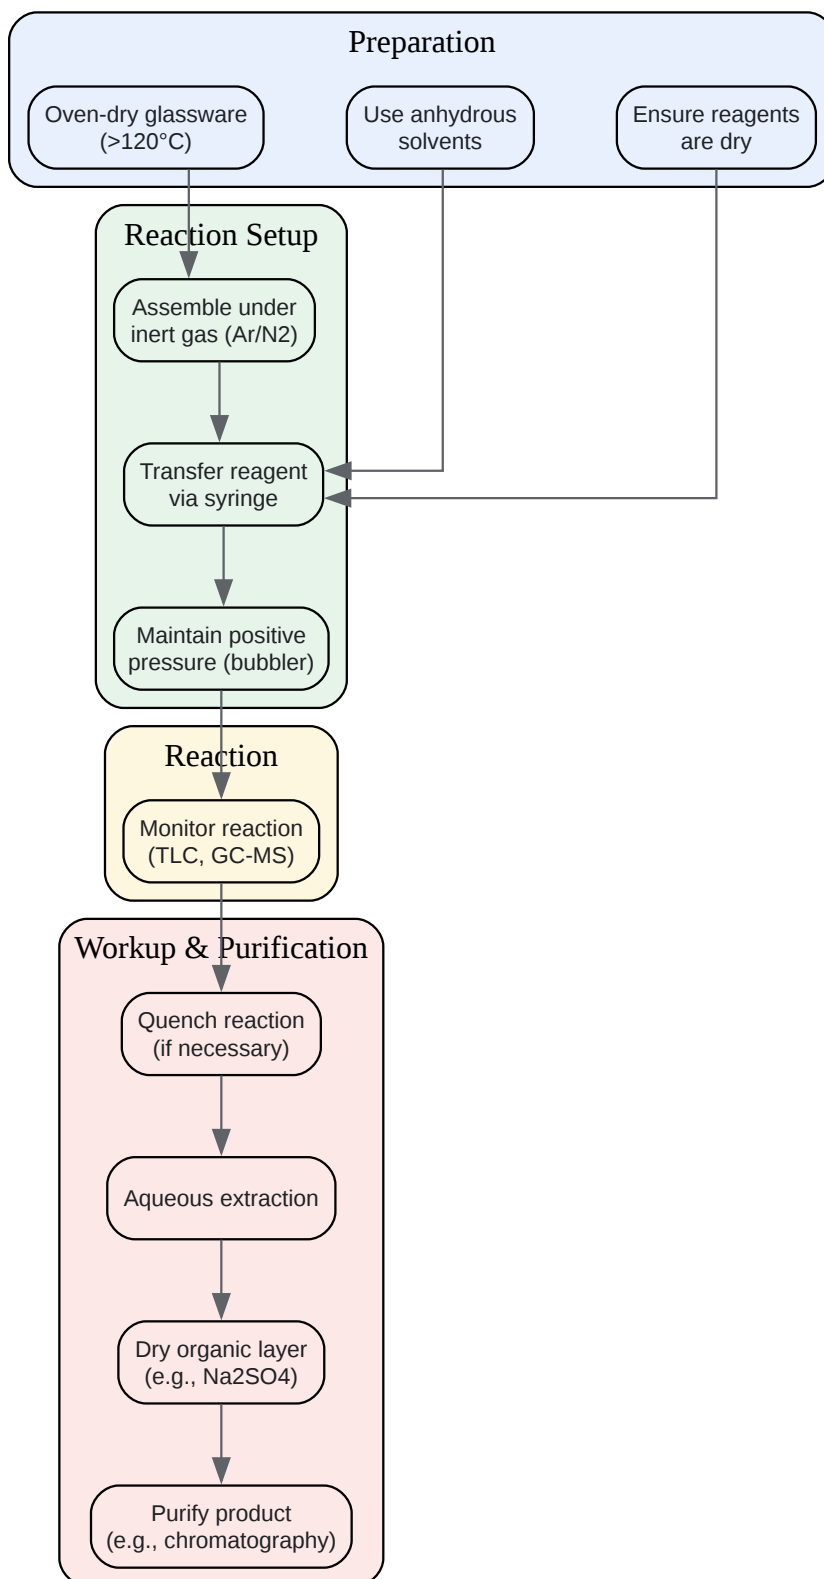 Preparation
Oven-dry glassware
(>120°C)
Use anhydrous
solvents
Ensure reagents
are dry
Reaction Setup
Assemble under
inert gas (Ar/N2)
Transfer reagent
via syringe
Maintain positive
pressure (bubbler)
Reaction
Monitor reaction
(TLC, GC-MS)
Workup & Purification
Quench reaction
(if necessary)
Aqueous extraction
Dry organic layer
(e.g., Na2SO4)
Purify product
(e.g., chromatography)